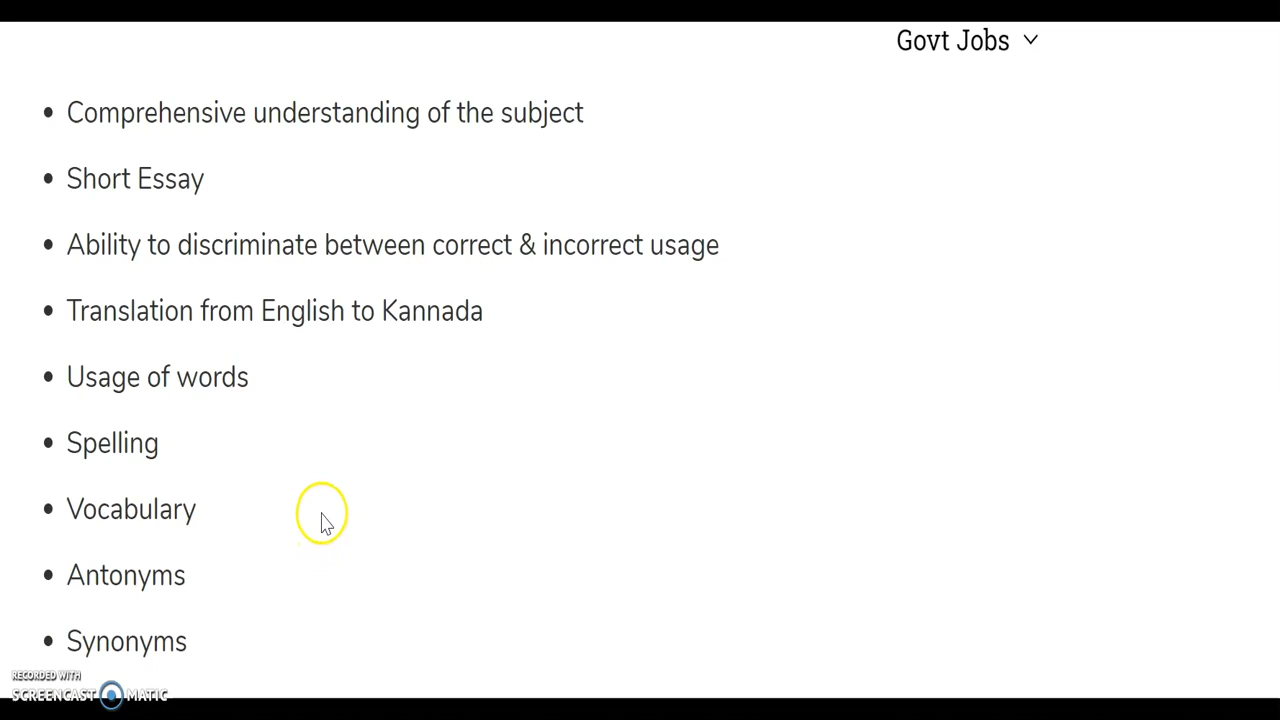 Govt Jobs
• Comprehensive understanding of the subject
• Short Essay
• Ability to discriminate between correct & incorrect usage
• Translation from English to Kannada
• Usage of words
• Spelling
• Vocabulary
• Antonyms
• Synonyms
RECORDED WITH
SCREENCAST MATIC